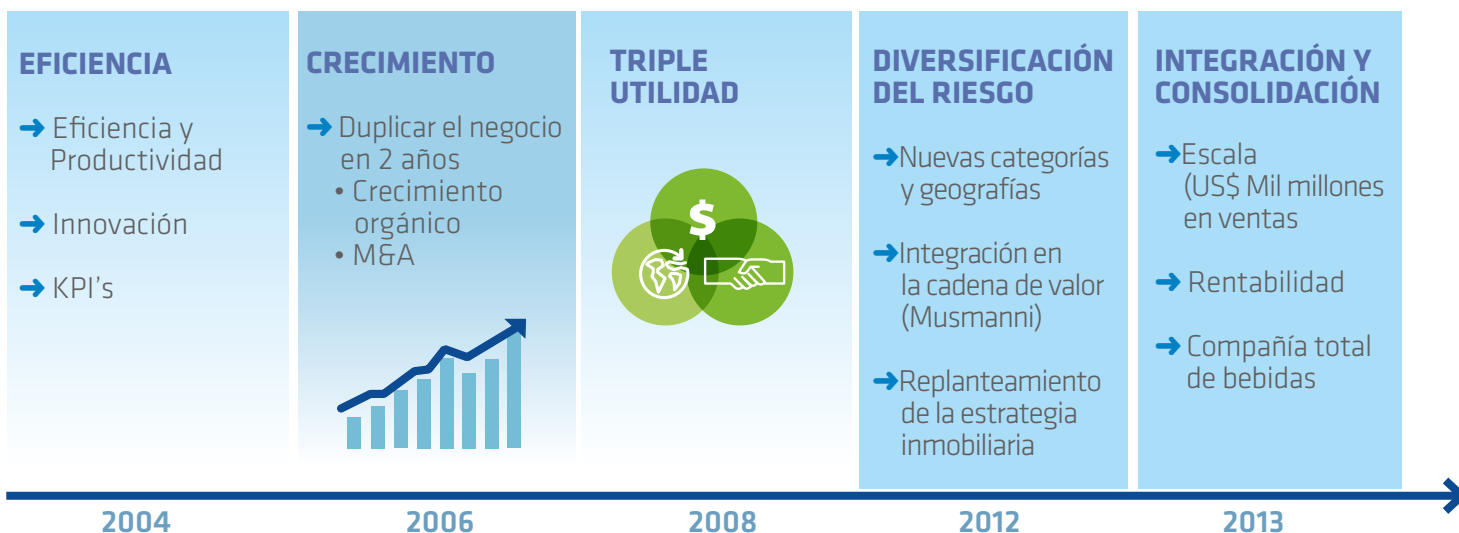 EFICIENCIA
➜ Eficiencia y
Productividad
➜ Innovación
➜ KPI’s
CRECIMIENTO
➜ Duplicar el negocio
en 2 años
• Crecimiento
orgánico
• M&A
TRIPLE
UTILIDAD
$
DIVERSIFICACIÓN
DEL RIESGO
➜Nuevas categorías
y geografías
➜Integración en
la cadena de valor
(Musmanni)
➜Replanteamiento
de la estrategia
inmobiliaria
INTEGRACIÓN Y
CONSOLIDACIÓN
➜Escala
(US$ Mil millones
en ventas
➜ Rentabilidad
➜ Compañía total
de bebidas
2004
2006
2008
2012
2013